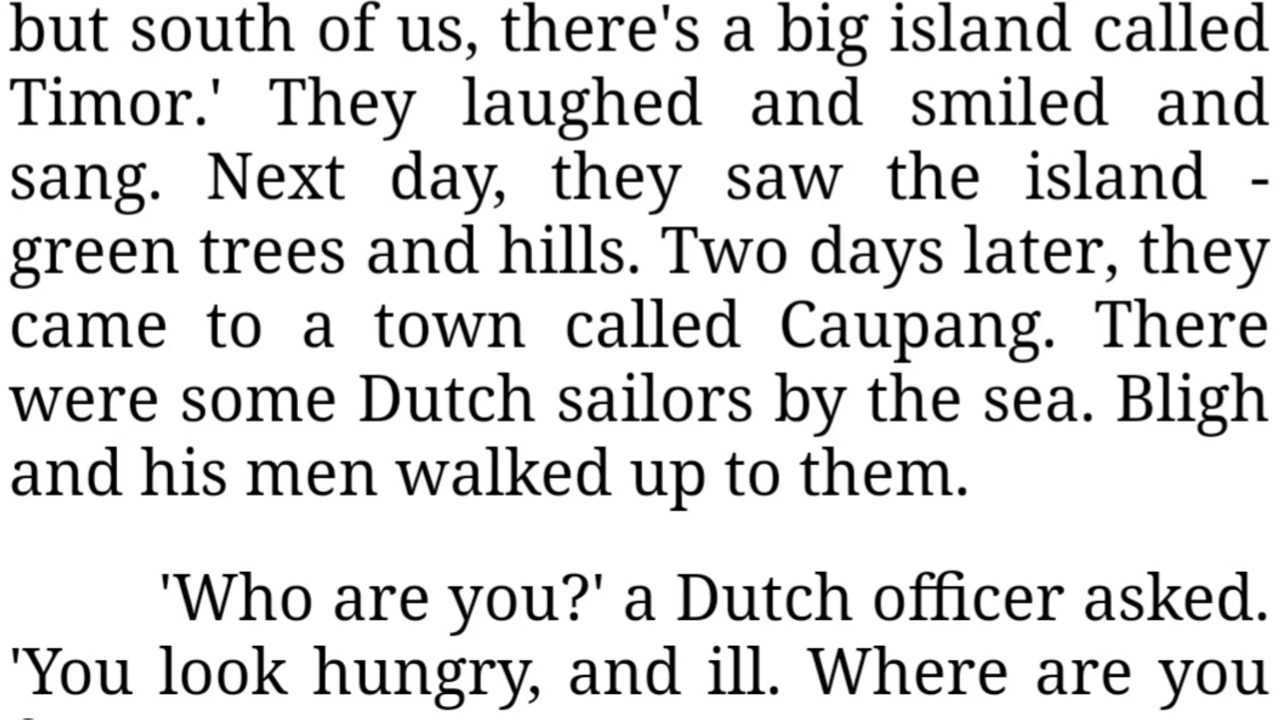 but south of us, there's a big island called
Timor.' They laughed and smiled and
sang. Next day, they saw the island -
green trees and hills. Two days later, they
came to a town called Caupang. There
were some Dutch sailors by the sea. Bligh
and his men walked up to them.
'Who are you?' a Dutch officer asked.
'You look hungry, and ill. Where are you